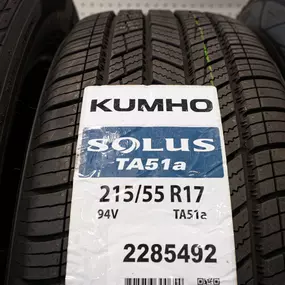 KUMHO
SOLUS
TA51a
215/55 R17
94V TA51a
2285492